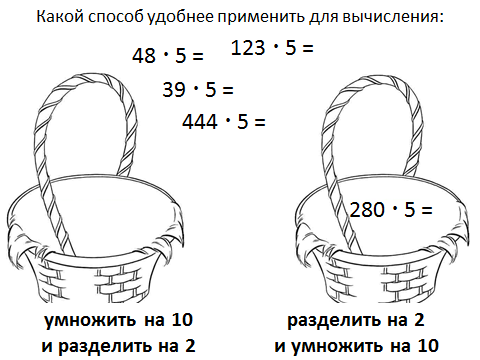 Какой способ удобнее применить для вычисления:
48 · 5 =
123 · 5 =
39 · 5 =
444 · 5 =
280 · 5 =
умножить на 10
и разделить на 2
разделить на 2
и умножить на 10